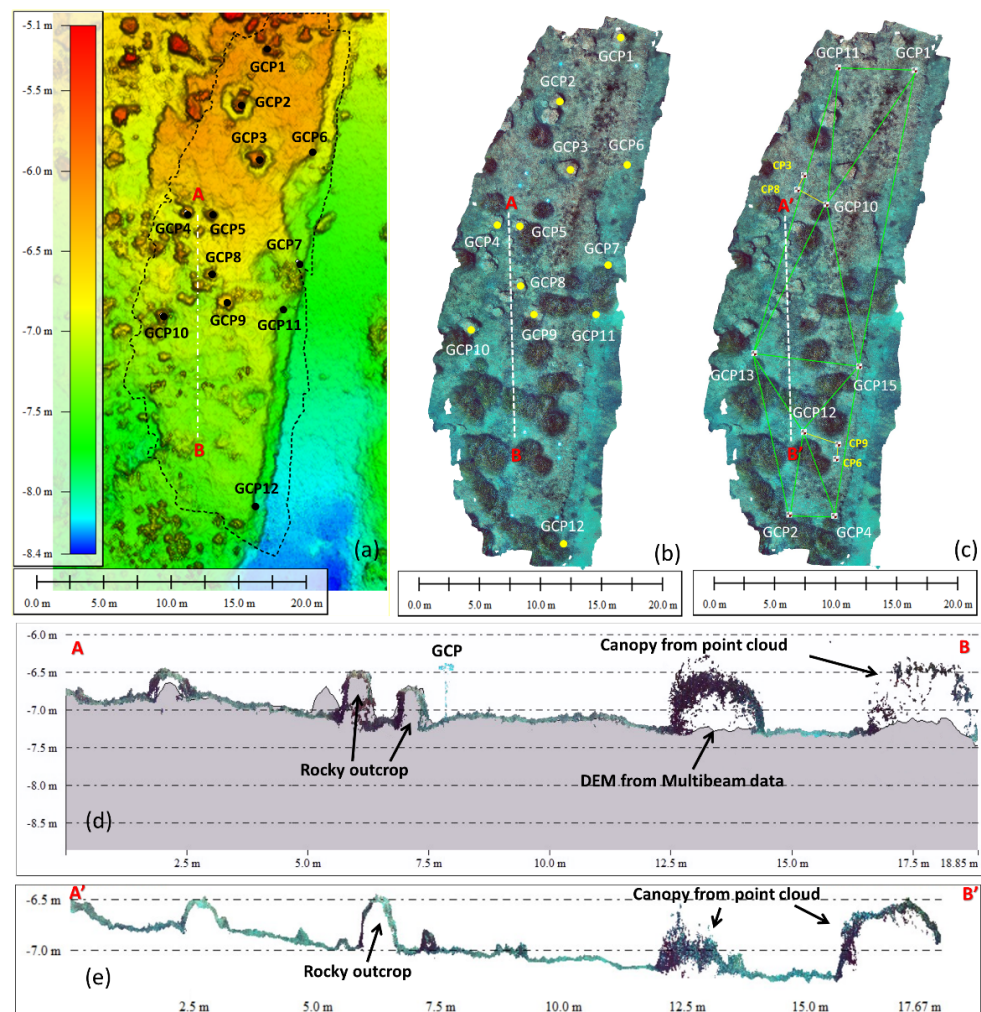 -5.1 m
-6.0 m
-6.5 m
-7.0 m
-7.5 m
-8.0 m
-8.4 m
GCP1
GCP2
GCP3
GCP6
A
GCP4
GCP5
GCP7
GCP8
GCP9
GCP10
GCP11
B
GCP12
(a)
0.0 m 5.0 m 10.0 m 15.0 m 20.0 m
GCP1
GCP2
GCP3
GCP6
A
GCP4
GCP5
GCP7
GCP8
GCP9
GCP10
GCP11
B
GCP12
(b)
0.0 m 5.0 m 10.0 m 15.0 m 20.0 m
GCP11
GCP1
CP3
CP8
A'
GCP10
GCP13
GCP15
GCP12
B'
CP9
CP6
GCP2
GCP4
(c)
0.0 m 5.0 m 10.0 m 15.0 m 20.0 m
-6.0 m
A
GCP
Canopy from point cloud
B
-6.5 m
-7.0 m
-7.5 m
Rocky outcrop
DEM from Multibeam data
-8.0 m
-8.5 m
(d)
2.5 m 5.0 m 7.5 m 10.0 m 12.5 m 15.0 m 17.5 m 18.85 m
-6.5 m
A'
Canopy from point cloud
B'
-7.0 m
Rocky outcrop
(e)
2.5 m 5.0 m 7.5 m 10.0 m 12.5 m 15.0 m 17.67 m